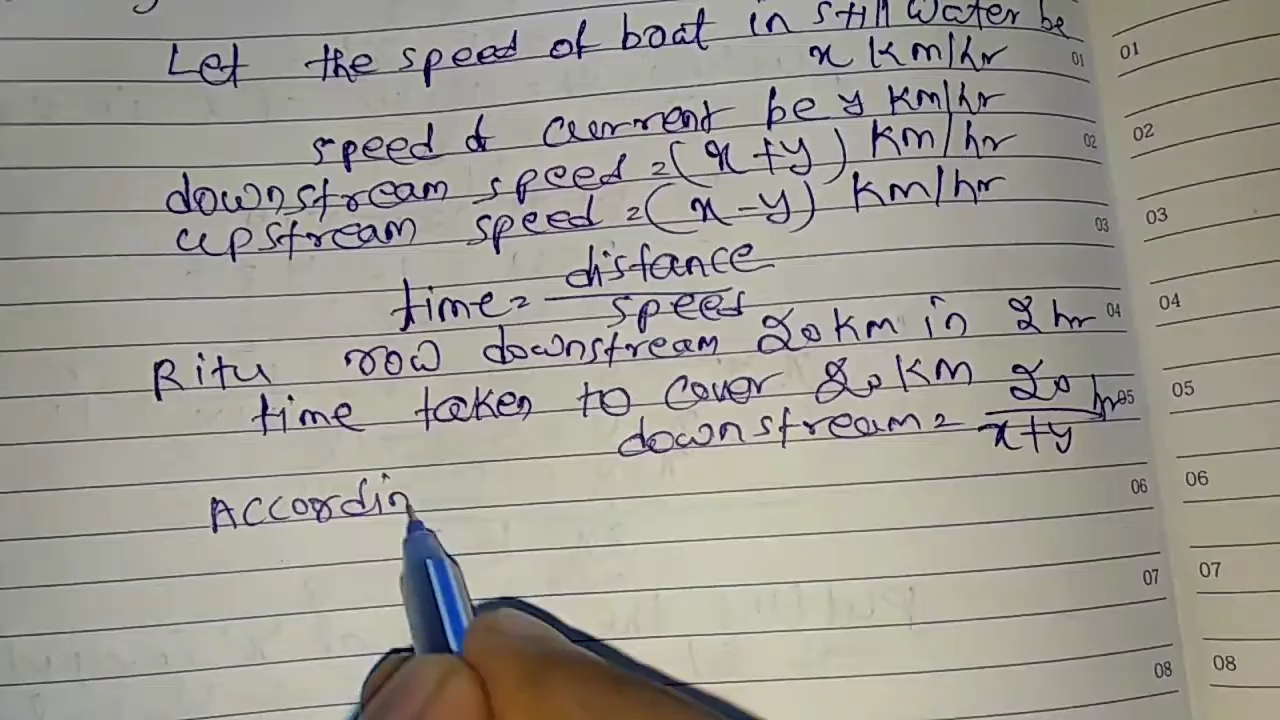 Let the speed of boat in still water be
x km/hr
speed of current be y km/hr
downstream speed = (x+y) km/hr
upstream speed = (x-y) km/hr
time = distance
speed
Ritu row downstream 20 km in 2 hr
time taken to cover 20 km
downstream = 20/x+y hr
Accordin
01
02
03
04
05
06
07
08
01
02
03
04
05
06
07
08